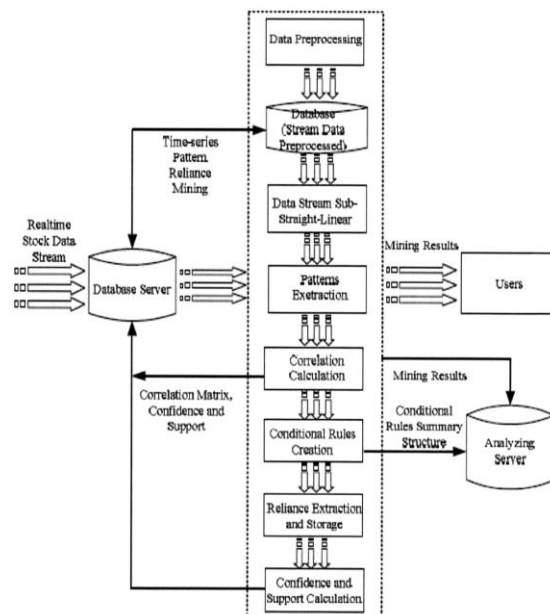 Data Preprocessing
Database
(Stream Data
Preprocessed)
Time-series
Pattern
Reliance
Mining
Data Stream Sub-
Straight-Linear
Realtime
Stock Data
Stream
Database Server
Patterns
Exetraction
Mining Results
Users
Correlation
Calculation
Mining Results
Correlation Matrix,
Confidence and
Support
Conditional Rules
Creation
Conditional
Rules Summary
Structure
Analyzing
Server
Reliance Extraction
and Storage
Confidence and
Support Calculation